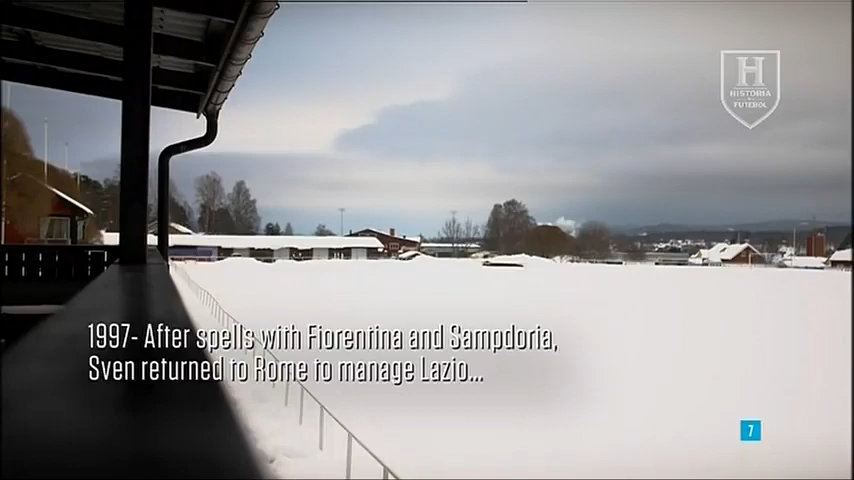 H
HISTORIA
FUTEBOL
1997- After spells with Fiorentina and Sampdoria,
Sven returned to Rome to manage Lazio...
7